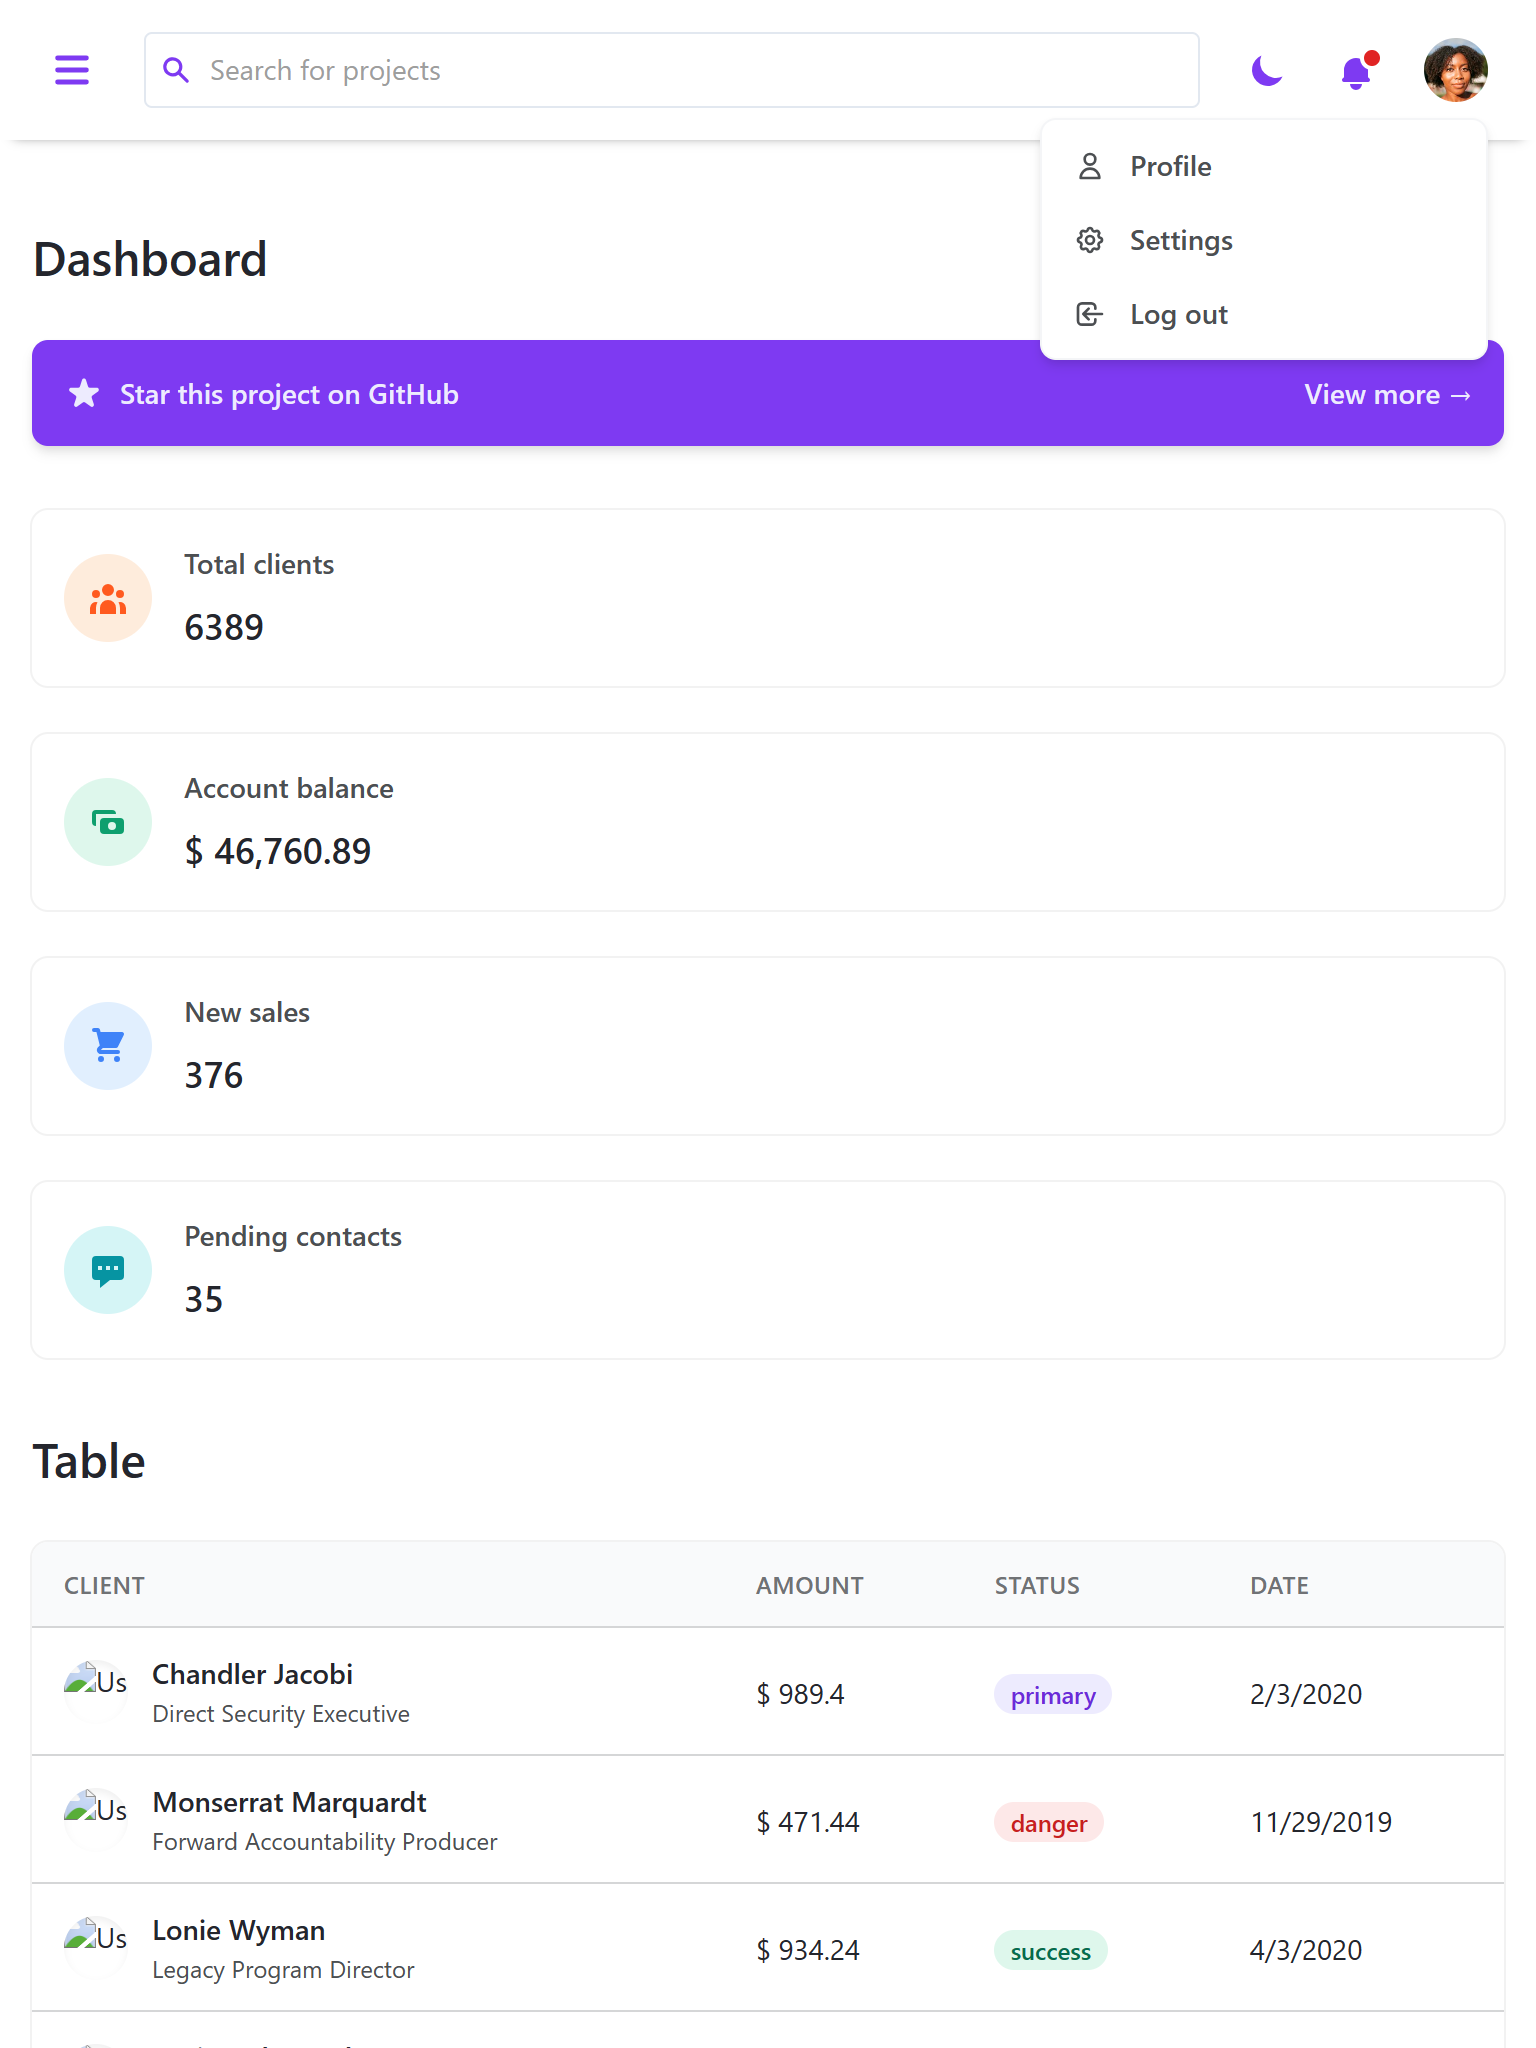 Search for projects
Profile
Settings
Log out
Dashboard
Star this project on GitHub
View more →
Total clients
6389
Account balance
$ 46,760.89
New sales
376
Pending contacts
35
Table
CLIENT AMOUNT STATUS DATE
Us Chandler Jacobi
Direct Security Executive
$ 989.4 primary 2/3/2020
Us Monserrat Marquardt
Forward Accountability Producer
$ 471.44 danger 11/29/2019
Us Lonie Wyman
Legacy Program Director
$ 934.24 success 4/3/2020